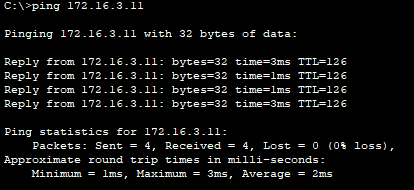 C:\>ping 172.16.3.11
Pinging 172.16.3.11 with 32 bytes of data:
Reply from 172.16.3.11: bytes=32 time=3ms TTL=126
Reply from 172.16.3.11: bytes=32 time=1ms TTL=126
Reply from 172.16.3.11: bytes=32 time=1ms TTL=126
Reply from 172.16.3.11: bytes=32 time=3ms TTL=126
Ping statistics for 172.16.3.11:
    Packets: Sent = 4, Received = 4, Lost = 0 (0% loss),
Approximate round trip times in milli-seconds:
    Minimum = 1ms, Maximum = 3ms, Average = 2ms